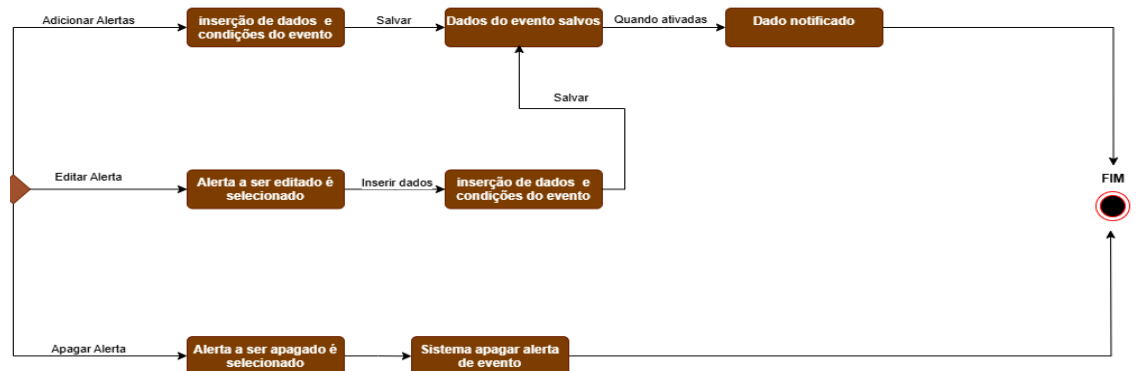 Adicionar Alertas
inserção de dados e
condições do evento
Salvar
Dados do evento salvos
Quando ativadas
Dado notificado
Salvar
Editar Alerta
Alerta a ser editado é
selecionado
Inserir dados
inserção de dados e
condições do evento
FIM
Apagar Alerta
Alerta a ser apagado é
selecionado
Sistema apagar alerta
de evento